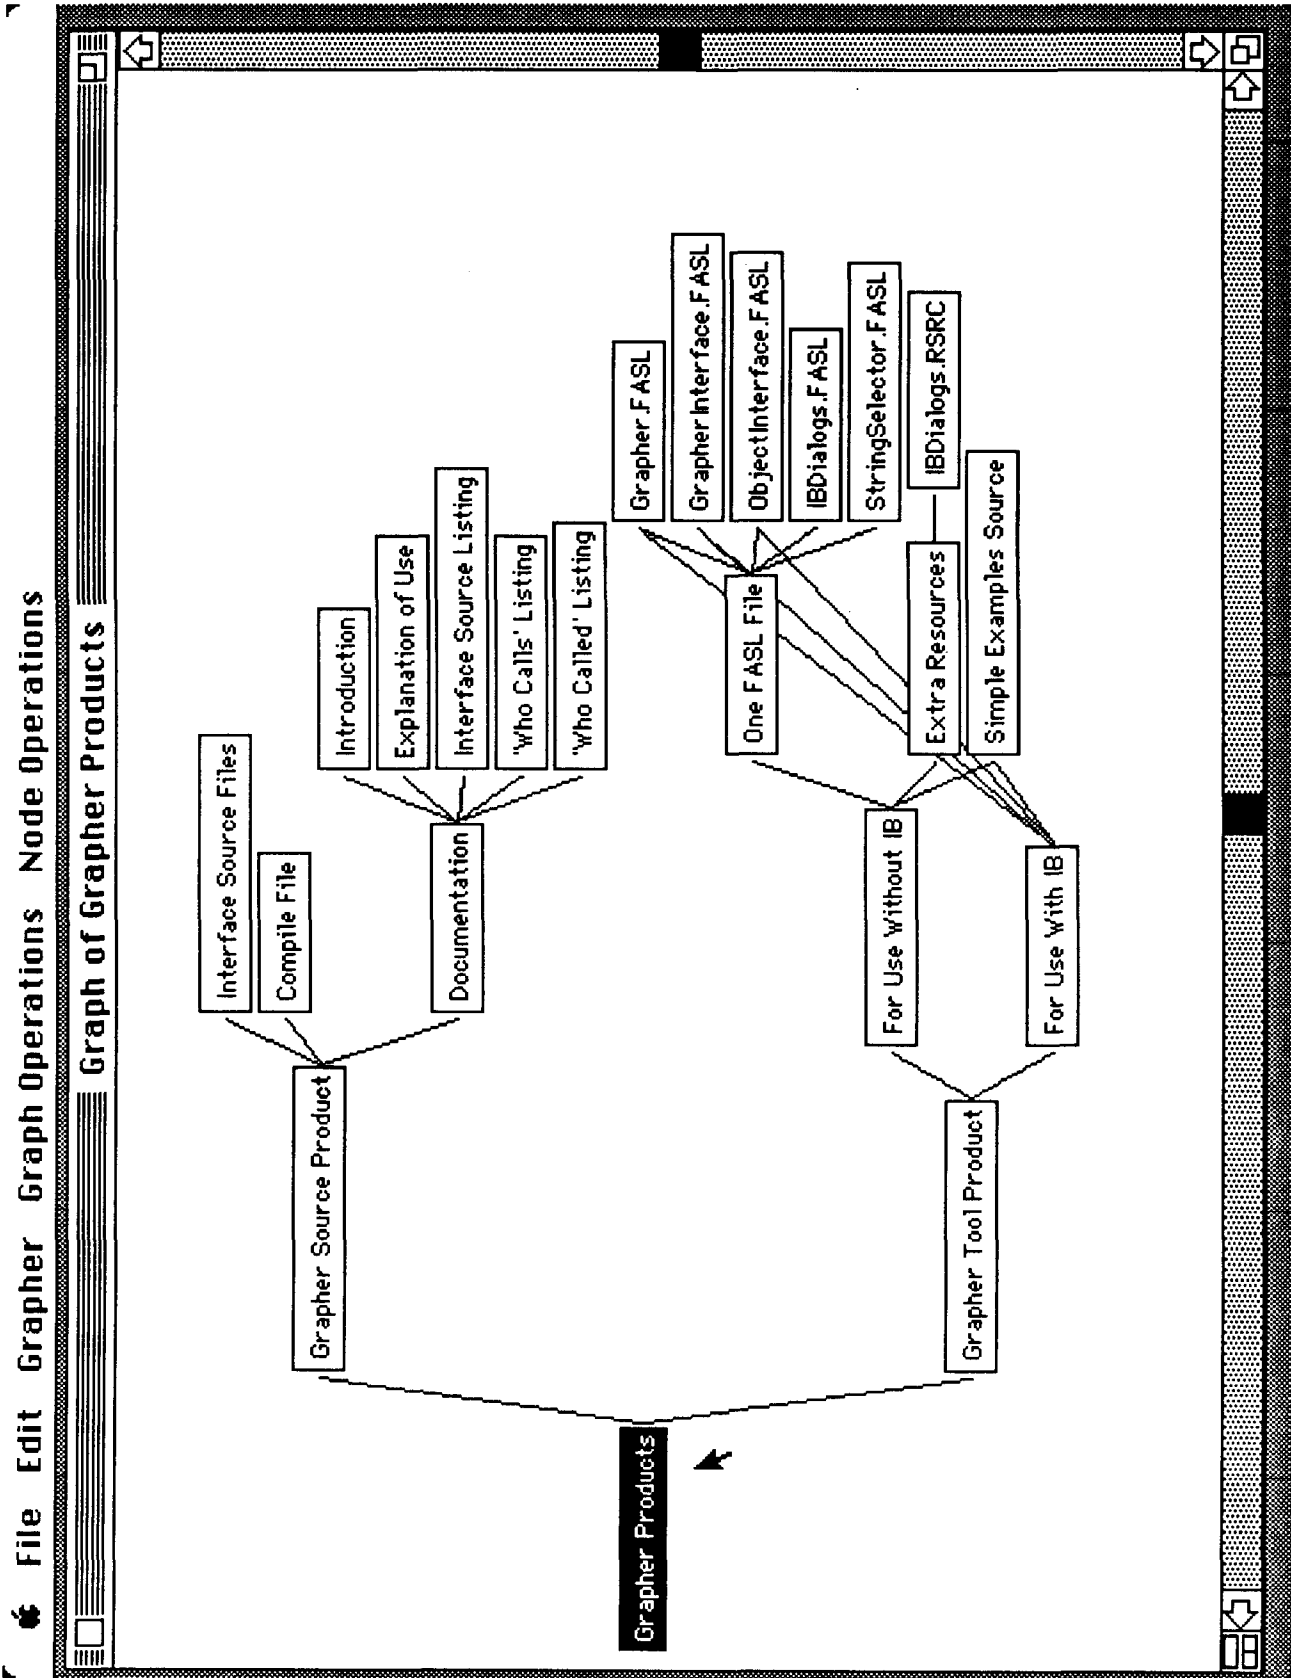 File Edit Grapher Graph Operations Node Operations
Graph of Grapher Products
Interface Source Files
Compile File
Grapher Source Product
Introduction
Explanation of Use
Documentation
Interface Source Listing
'Who Calls' Listing
'Who Called' Listing
Grapher Products
Grapher.FASL
GrapherInterface.FASL
One FASL File
ObjectInterface.FASL
IBDialogs.FASL
StringSelector.FASL
For Use Without IB
Extra Resources
IBDialogs.RSRC
Grapher Tool Product
Simple Examples Source
For Use With IB